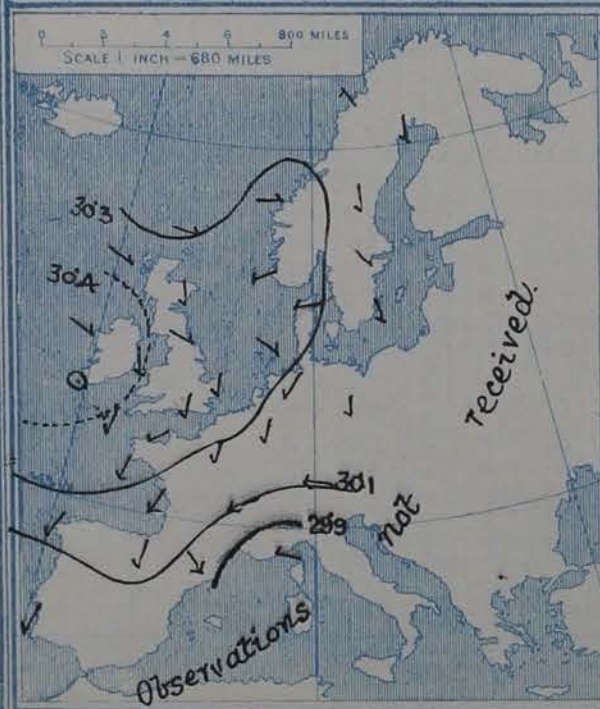 0 2 4 6 800 MILES
SCALE 1 INCH = 680 MILES
30·3
30·4
30·1
29·9
Observations
not
received.